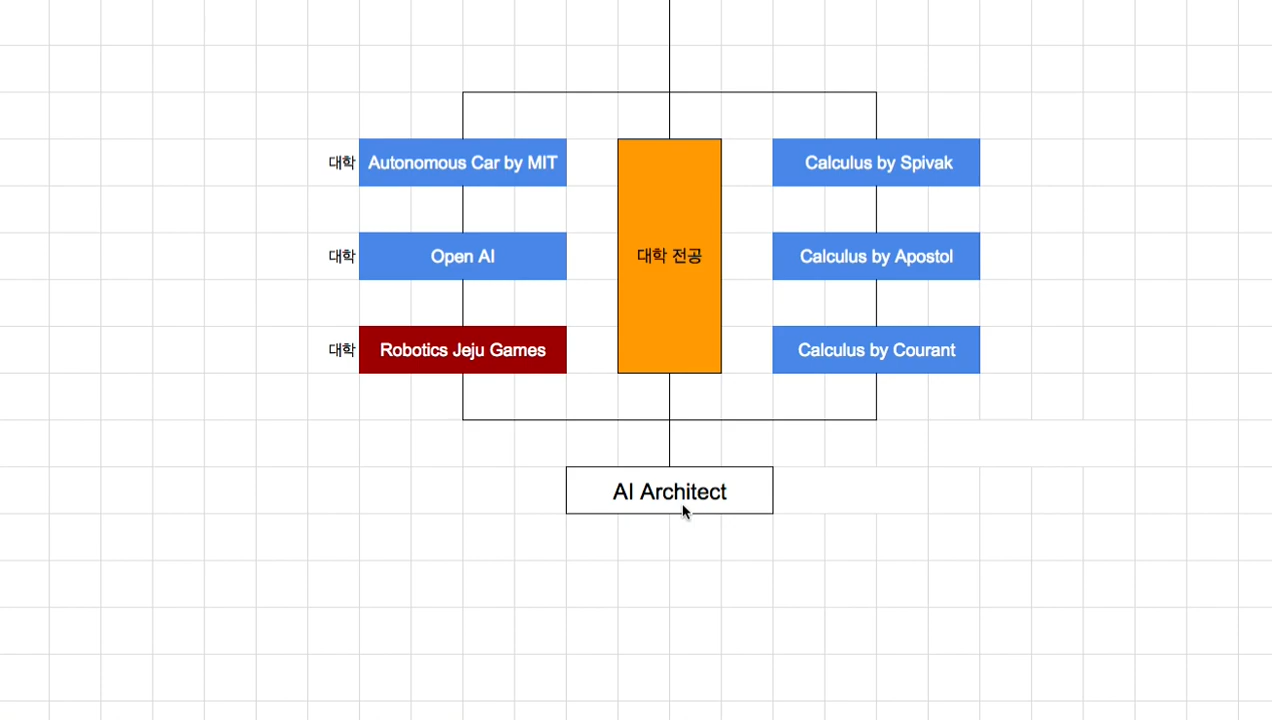 대학 Autonomous Car by MIT
Calculus by Spivak
대학 Open AI
대학 전공
Calculus by Apostol
대학 Robotics Jeju Games
Calculus by Courant
AI Architect